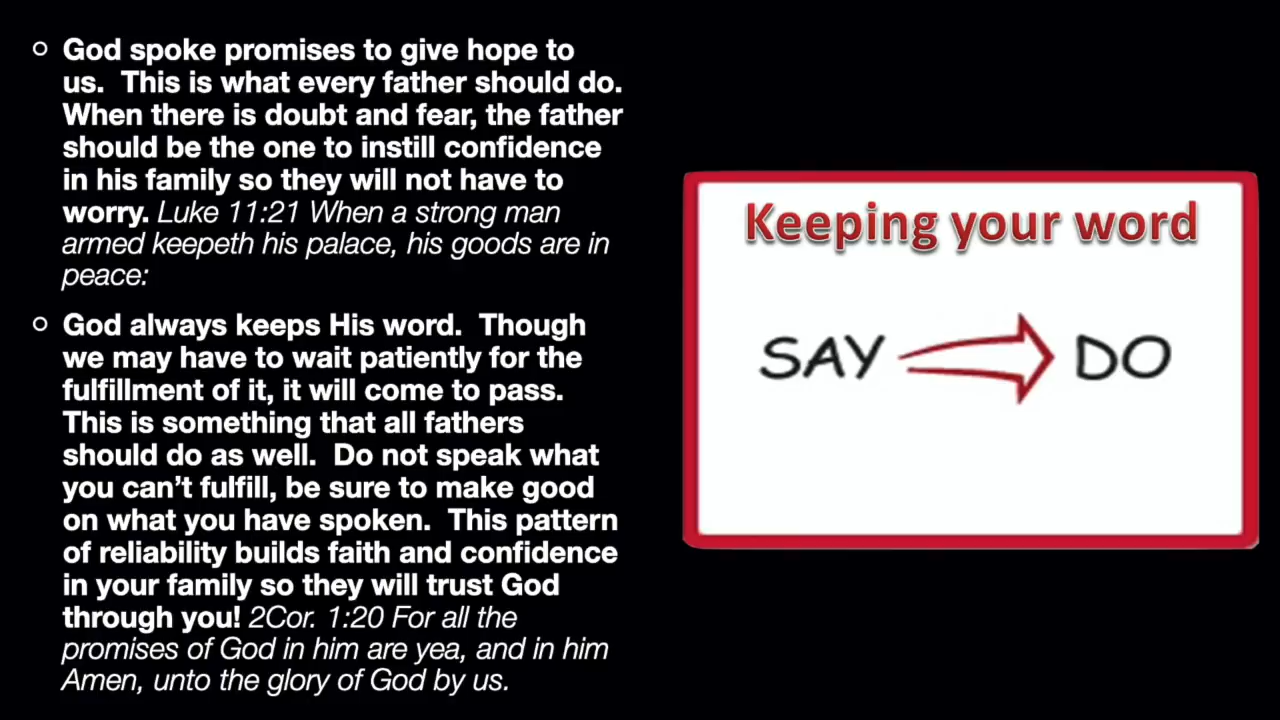 God spoke promises to give hope to
us.  This is what every father should do.
When there is doubt and fear, the father
should be the one to instill confidence
in his family so they will not have to
worry. Luke 11:21 When a strong man
armed keepeth his palace, his goods are in
peace:
God always keeps His word.  Though
we may have to wait patiently for the
fulfillment of it, it will come to pass.
This is something that all fathers
should do as well.  Do not speak what
you can’t fulfill, be sure to make good
on what you have spoken.  This pattern
of reliability builds faith and confidence
in your family so they will trust God
through you! 2Cor. 1:20 For all the
promises of God in him are yea, and in him
Amen, unto the glory of God by us.
Keeping your word
SAY DO